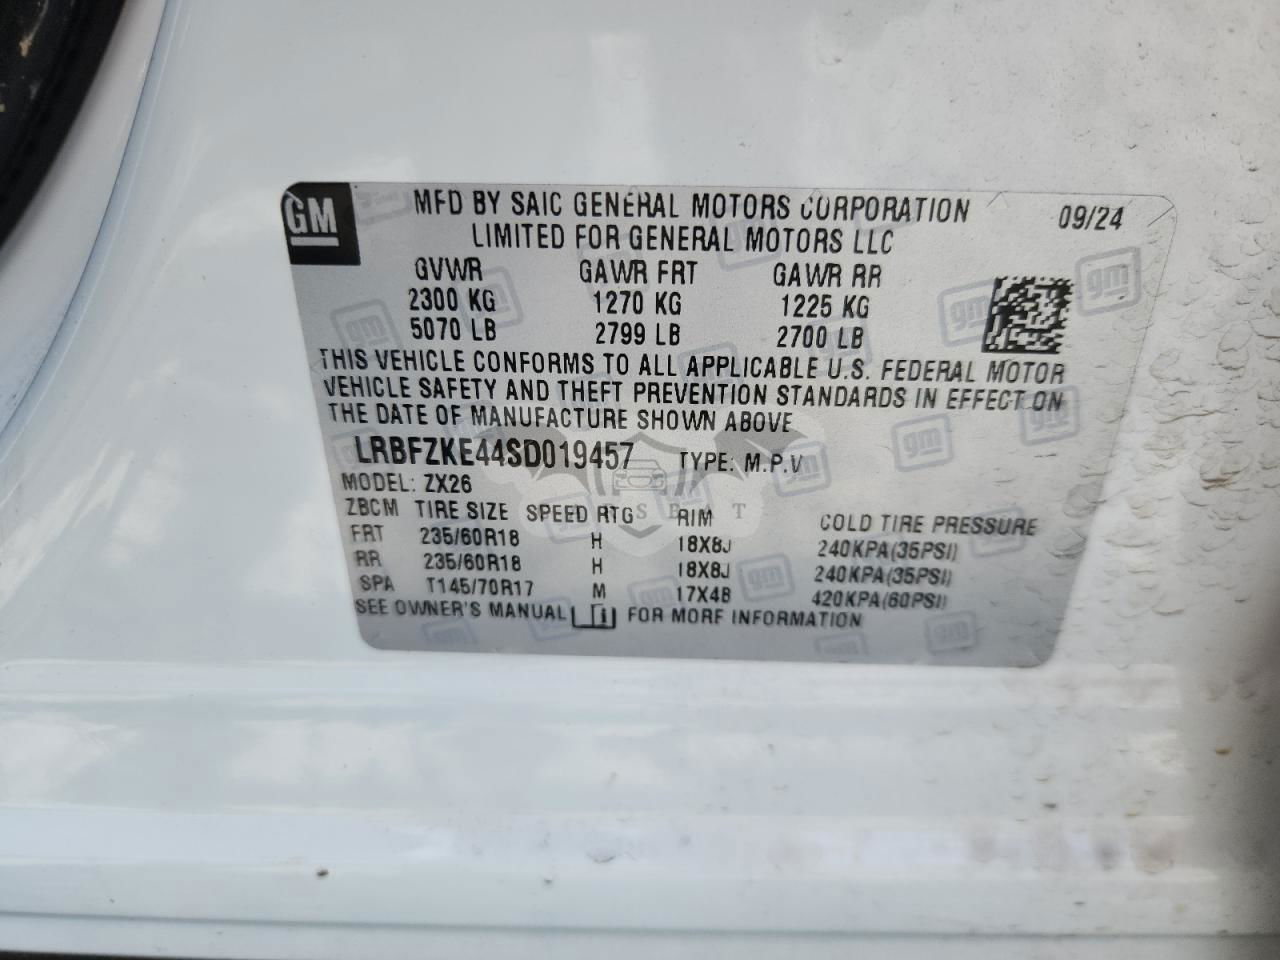 GM
MFD BY SAIC GENERAL MOTORS CORPORATION 09/24
LIMITED FOR GENERAL MOTORS LLC
GVWR GAWR FRT GAWR RR
2300 KG 1270 KG 1225 KG
5070 LB 2799 LB 2700 LB
THIS VEHICLE CONFORMS TO ALL APPLICABLE U.S. FEDERAL MOTOR
VEHICLE SAFETY AND THEFT PREVENTION STANDARDS IN EFFECT ON
THE DATE OF MANUFACTURE SHOWN ABOVE
LRBFZKE44SD019457 TYPE: M.P.V
MODEL: ZX26
ZBCM TIRE SIZE SPEED RTG RIM COLD TIRE PRESSURE
FRT 235/60R18 H 18X8J 240KPA(35PSI)
RR 235/60R18 H 18X8J 240KPA(35PSI)
SPA T145/70R17 M 17X4B 420KPA(60PSI)
SEE OWNER'S MANUAL i FOR MORE INFORMATION